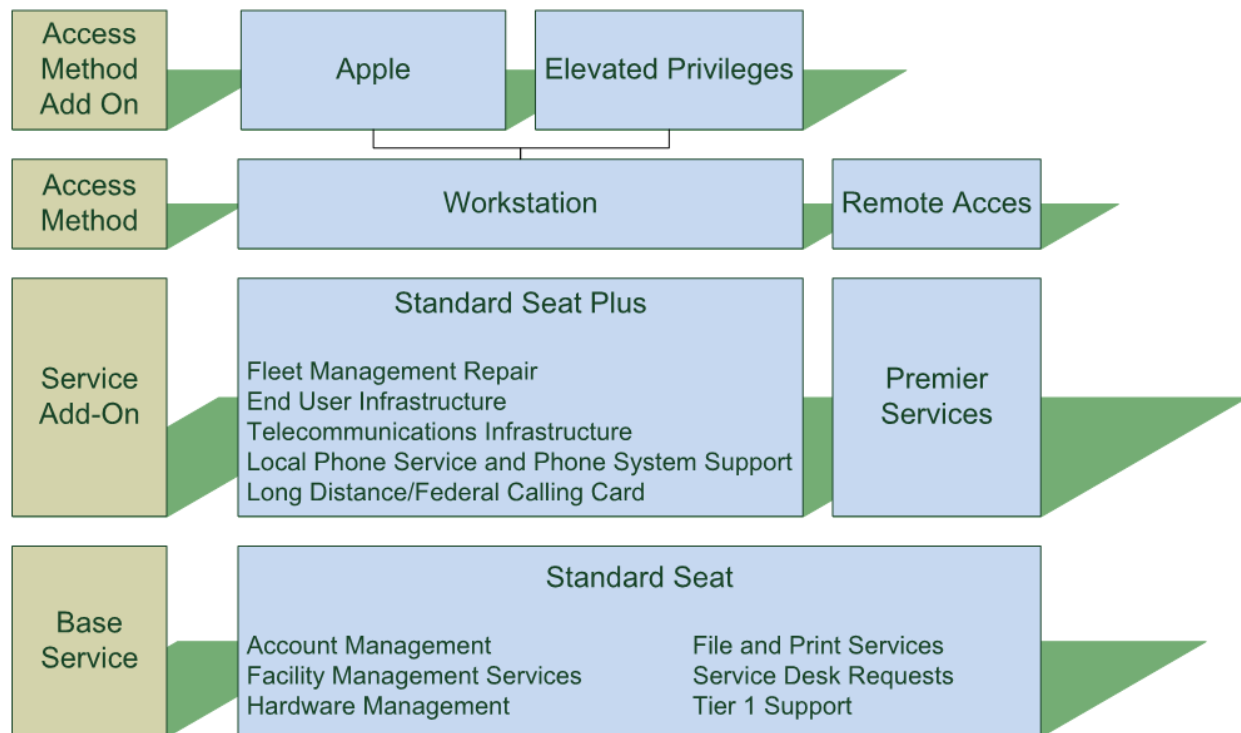 Access
Method
Add On
Apple
Elevated Privileges
Access
Method
Workstation
Remote Acces
Service
Add-On
Standard Seat Plus
Fleet Management Repair
End User Infrastructure
Telecommunications Infrastructure
Local Phone Service and Phone System Support
Long Distance/Federal Calling Card
Premier
Services
Base
Service
Standard Seat
Account Management
Facility Management Services
Hardware Management
File and Print Services
Service Desk Requests
Tier 1 Support